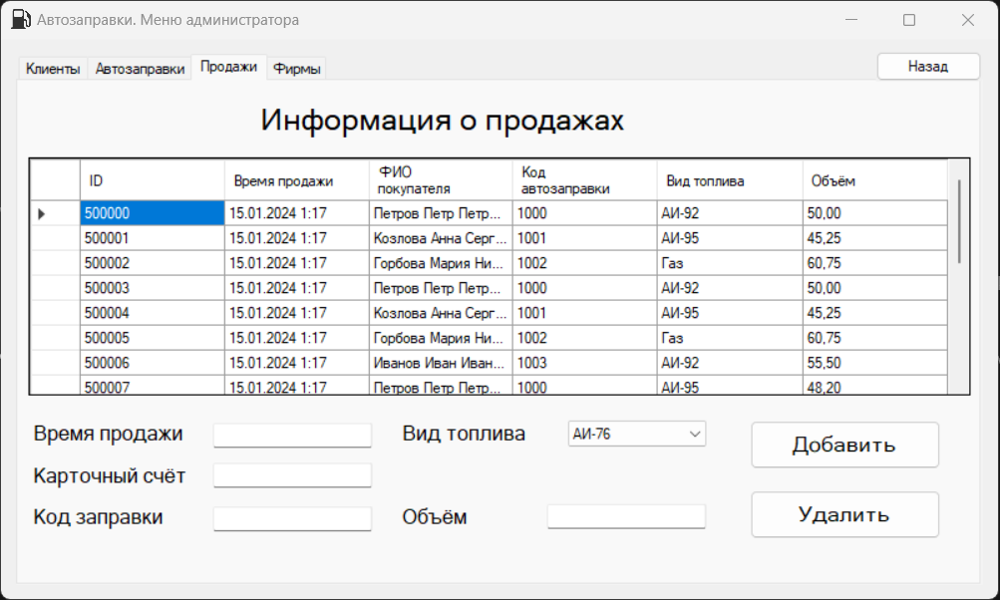 Автозаправки. Меню администратора
Клиенты Автозаправки Продажи Фирмы Назад
Информация о продажах
ID Время продажи ФИО покупателя Код автозаправки Вид топлива Объём
500000 15.01.2024 1:17 Петров Петр Петр... 1000 АИ-92 50,00
500001 15.01.2024 1:17 Козлова Анна Серг... 1001 АИ-95 45,25
500002 15.01.2024 1:17 Горбова Мария Ни... 1002 Газ 60,75
500003 15.01.2024 1:17 Петров Петр Петр... 1000 АИ-92 50,00
500004 15.01.2024 1:17 Козлова Анна Серг... 1001 АИ-95 45,25
500005 15.01.2024 1:17 Горбова Мария Ни... 1002 Газ 60,75
500006 15.01.2024 1:17 Иванов Иван Иван... 1003 АИ-92 55,50
500007 15.01.2024 1:17 Петров Петр Петр... 1000 АИ-95 48,20
Время продажи Вид топлива АИ-76 Добавить
Карточный счёт
Код заправки Объём Удалить